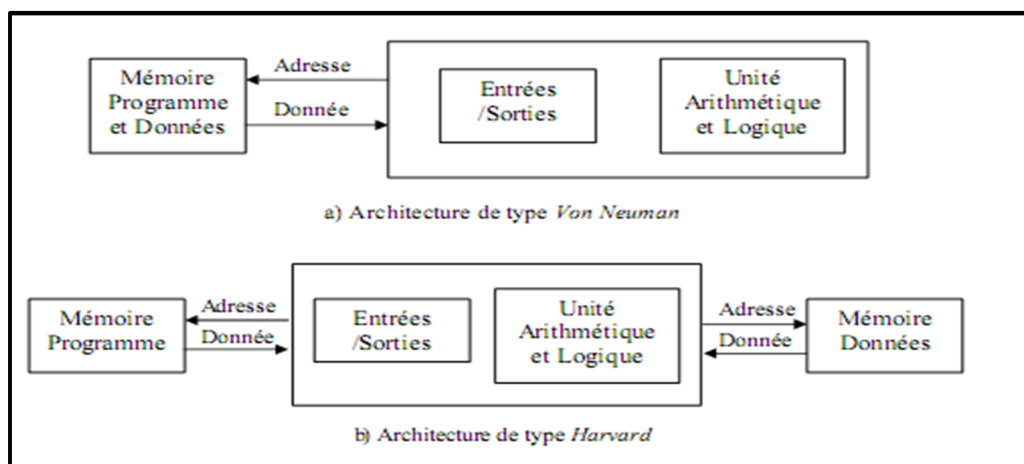 Mémoire
Programme
et Données
Adresse
Donnée
Entrées
/Sorties
Unité
Arithmétique
et Logique
a) Architecture de type Von Neuman
Mémoire
Programme
Adresse
Donnée
Entrées
/Sorties
Unité
Arithmétique
et Logique
Adresse
Donnée
Mémoire
Données
b) Architecture de type Harvard